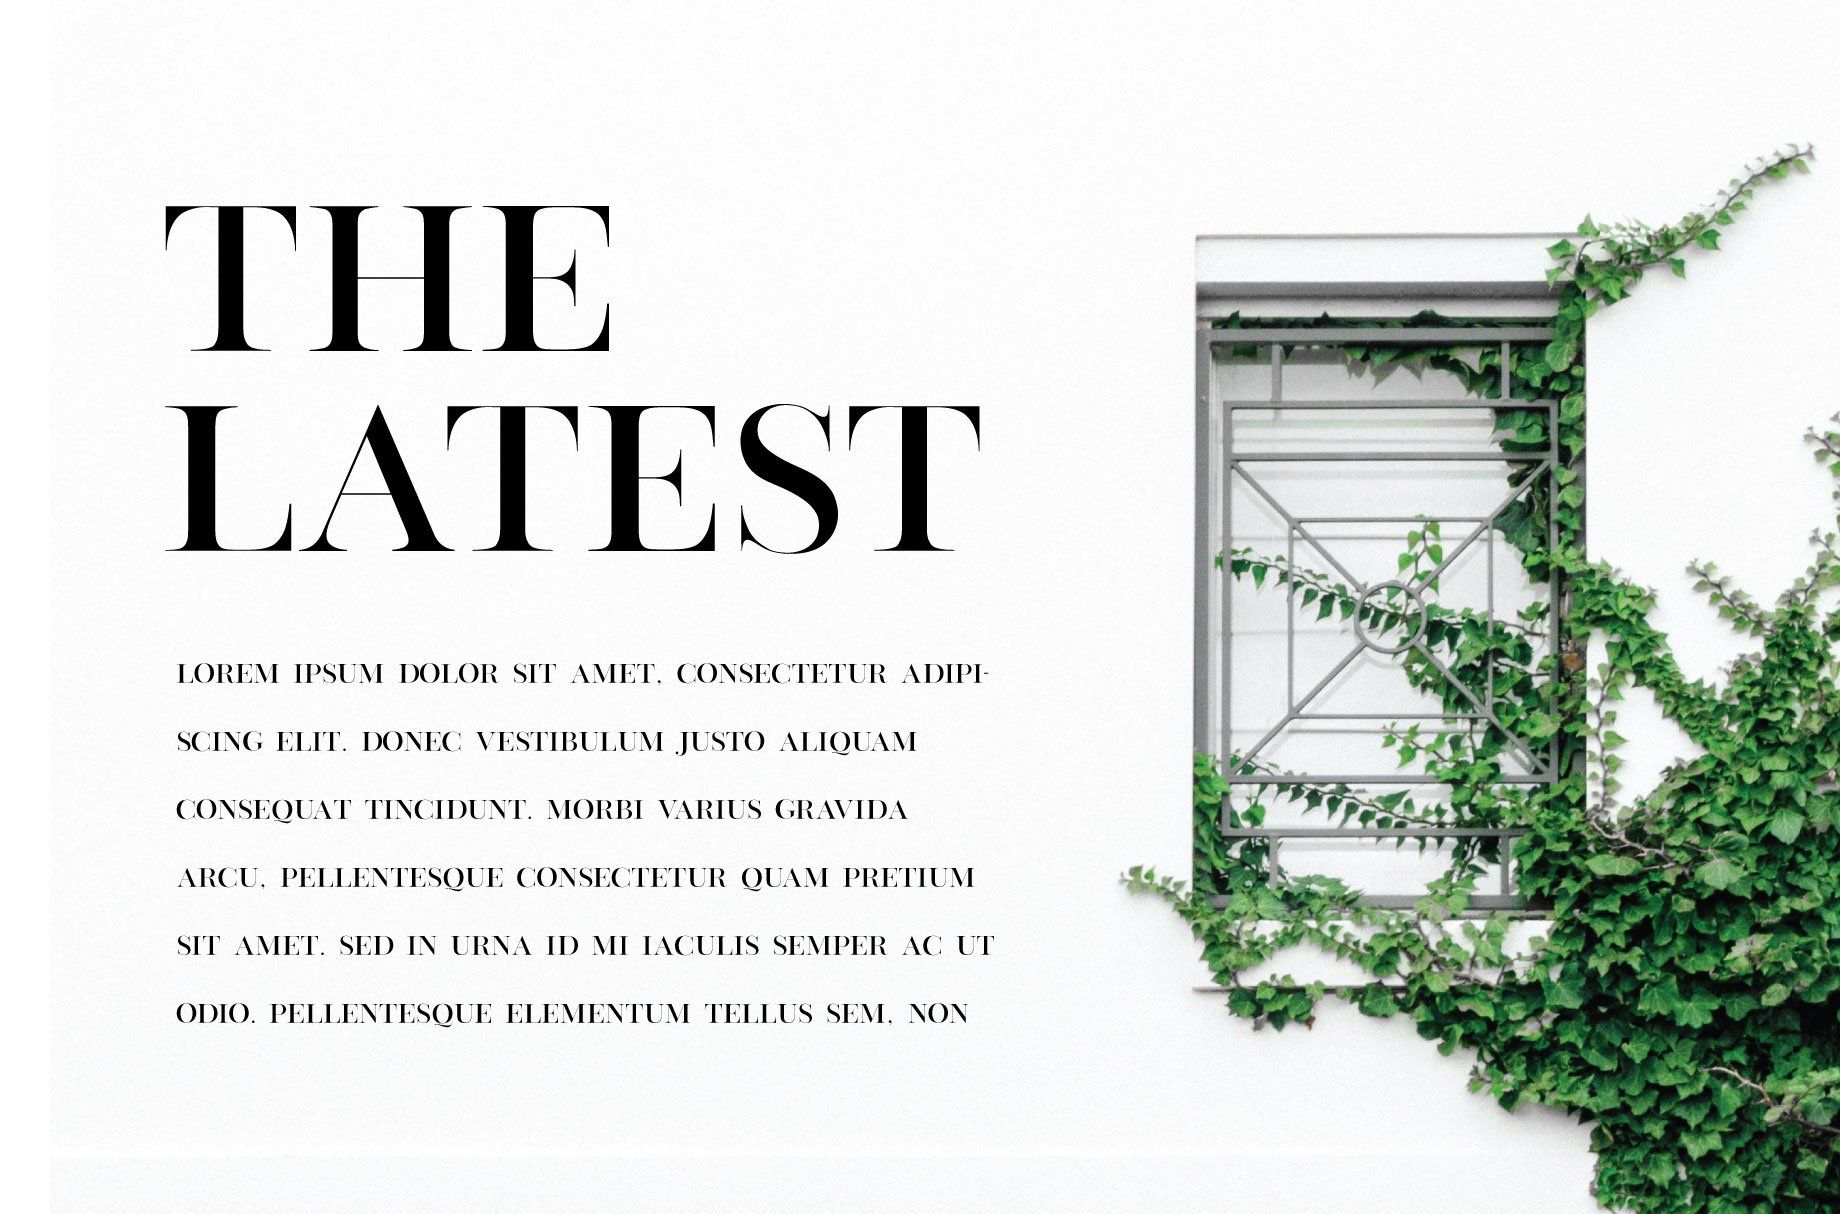 THE
LATEST
LOREM IPSUM DOLOR SIT AMET, CONSECTETUR ADIPI-
SCING ELIT. DONEC VESTIBULUM JUSTO ALIQUAM
CONSEQUAT TINCIDUNT. MORBI VARIUS GRAVIDA
ARCU, PELLENTESQUE CONSECTETUR QUAM PRETIUM
SIT AMET. SED IN URNA ID MI IACULIS SEMPER AC UT
ODIO. PELLENTESQUE ELEMENTUM TELLUS SEM, NON